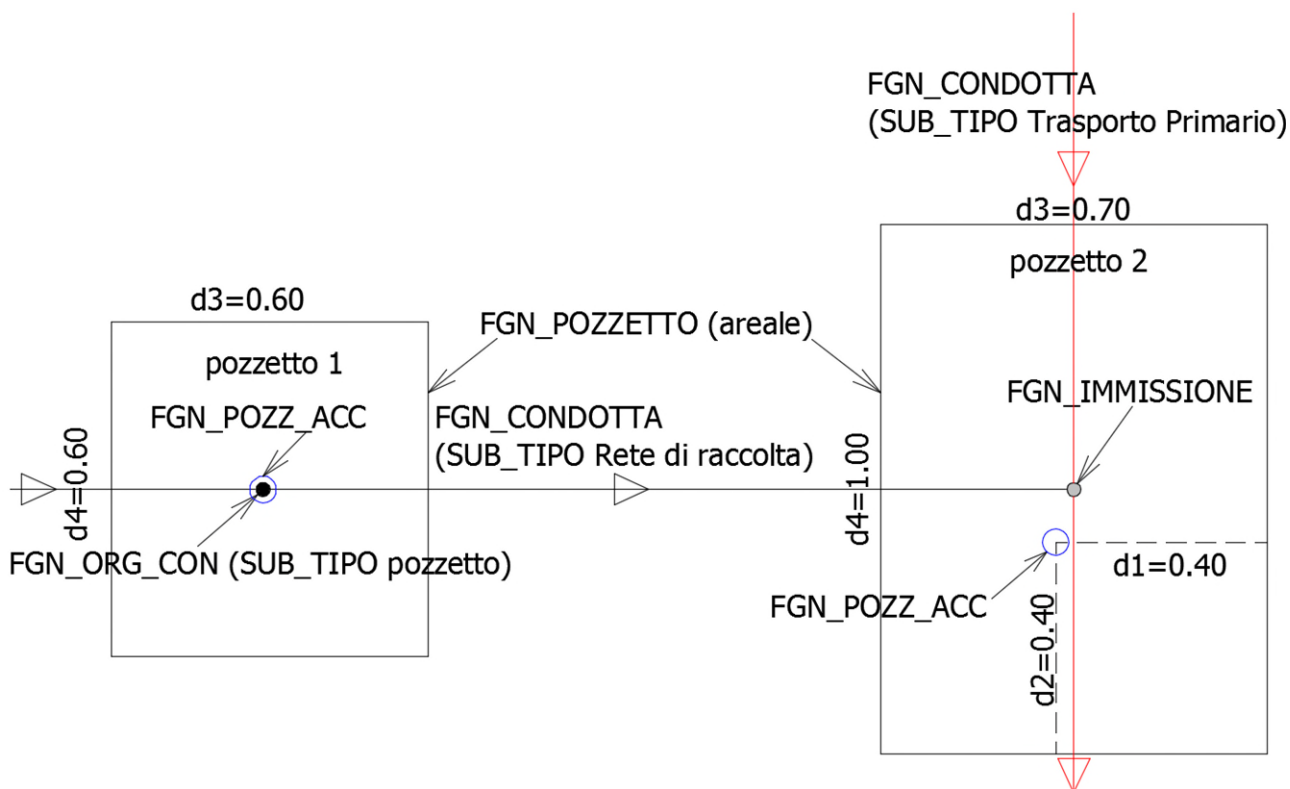 FGN_CONDOTTA
(SUB_TIPO Trasporto Primario)
d3=0.70
pozzetto 2
d3=0.60
FGN_POZZETTO (areale)
pozzetto 1
FGN_IMMISSIONE
FGN_POZZ_ACC
FGN_CONDOTTA
(SUB_TIPO Rete di raccolta)
d4=0.60
d4=1.00
FGN_ORG_CON (SUB_TIPO pozzetto)
d1=0.40
FGN_POZZ_ACC
d2=0.40